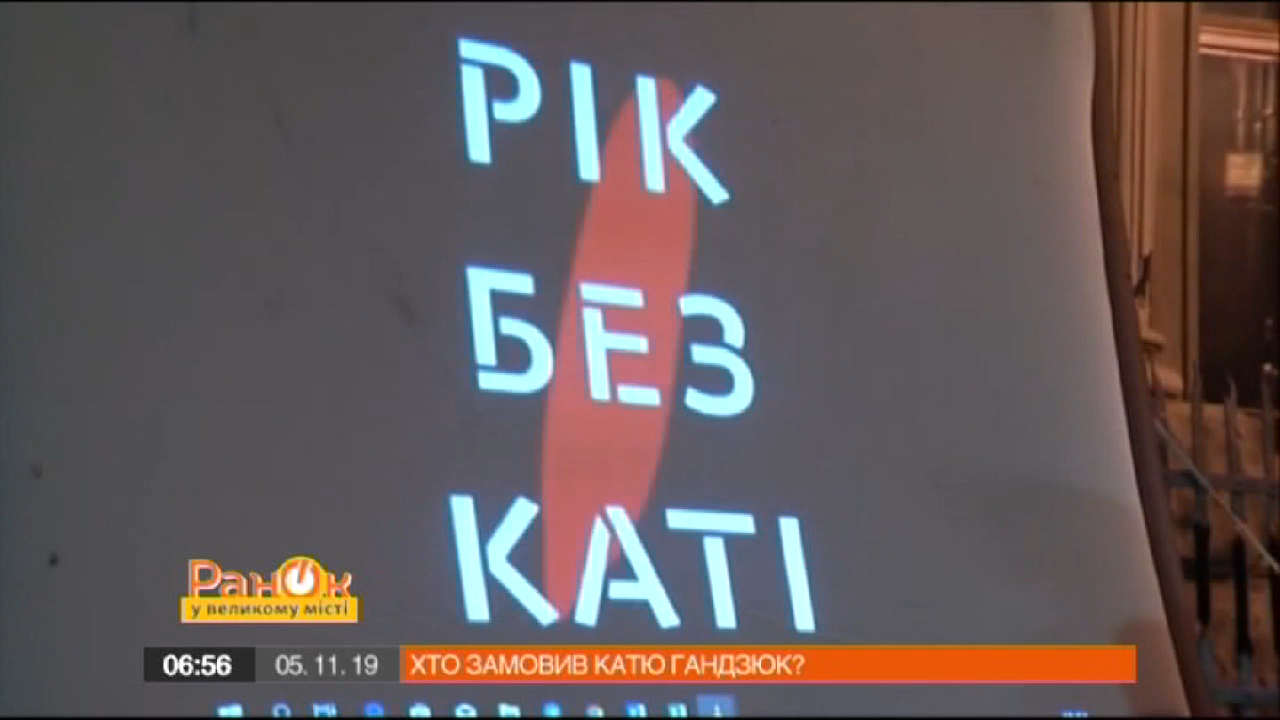 РІК
БЕЗ
КАТІ
Ранок
у великому місті
06:56 05. 11. 19 ХТО ЗАМОВИВ КАТЮ ГАНДЗЮК?